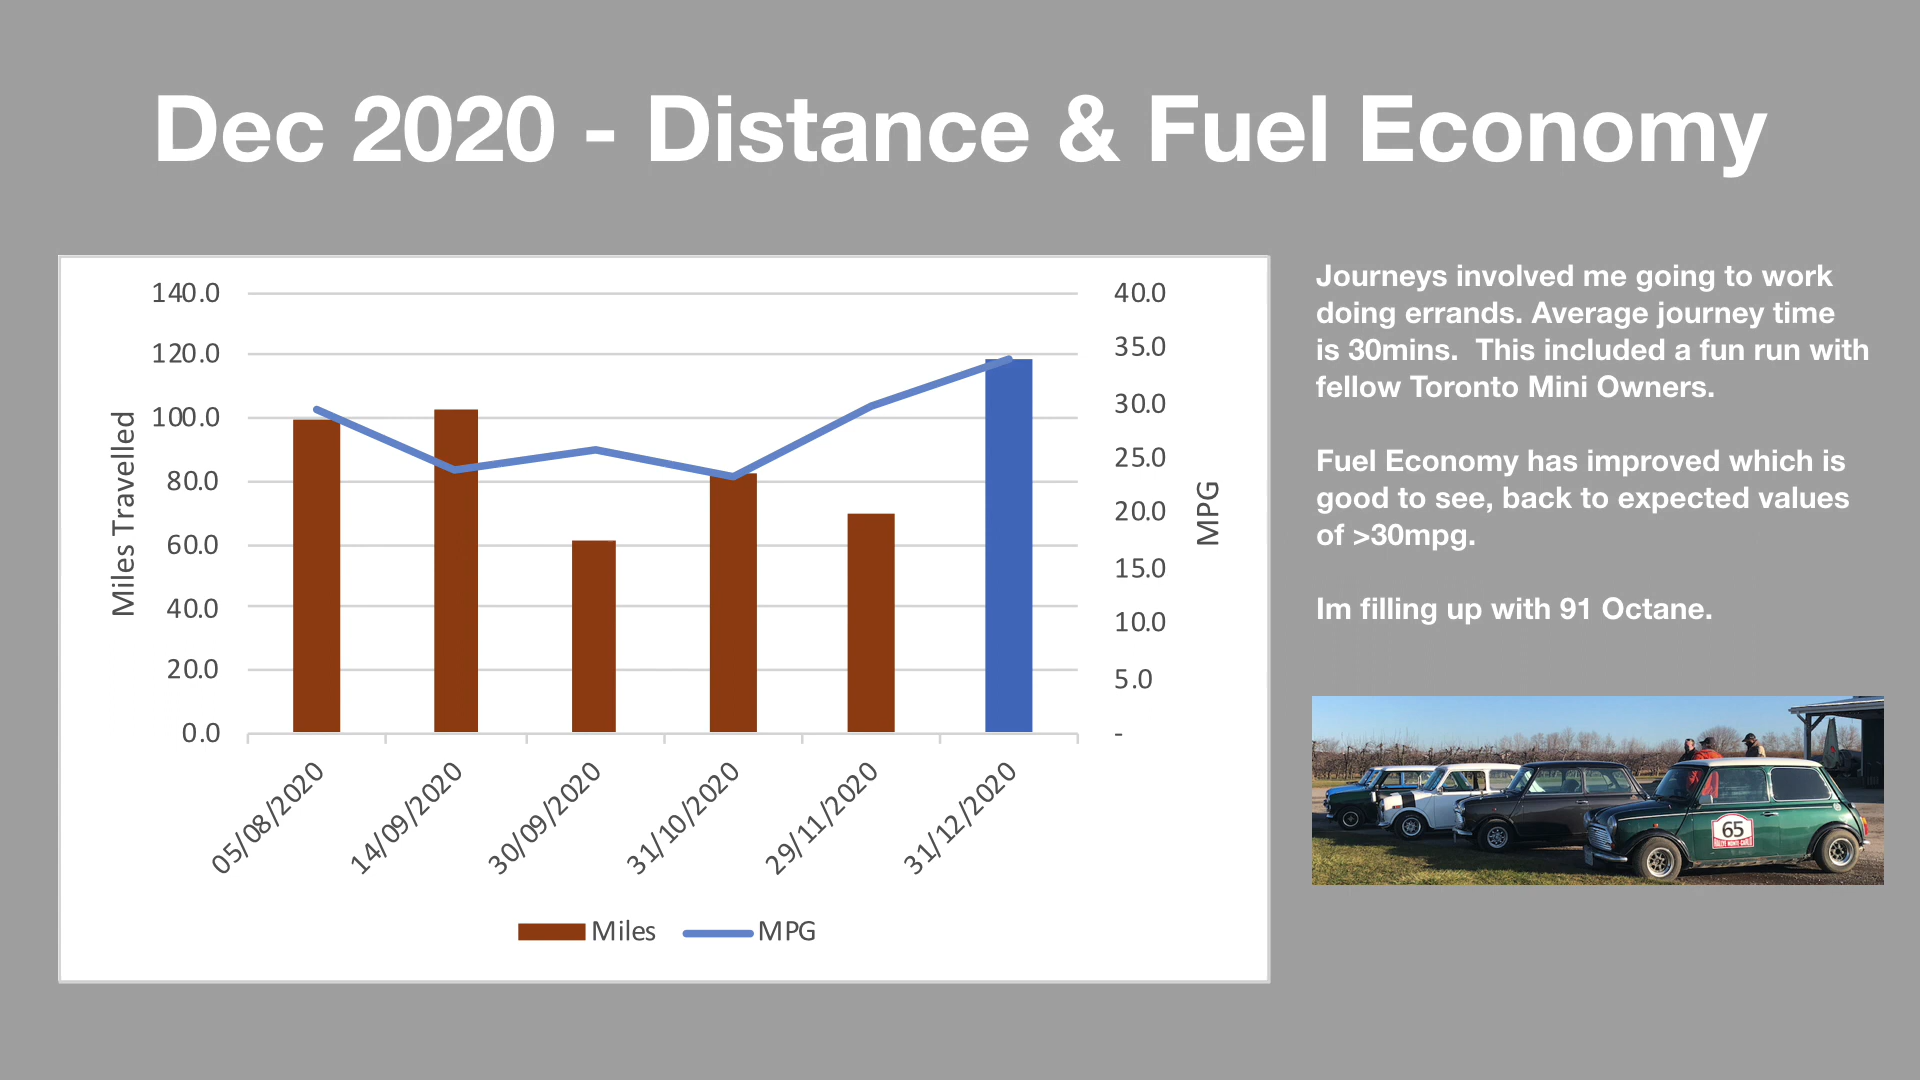 Dec 2020 - Distance & Fuel Economy
140.0
120.0
100.0
80.0
60.0
40.0
20.0
0.0
Miles Travelled
40.0
35.0
30.0
25.0
20.0
15.0
10.0
5.0
-
MPG
05/08/2020
14/09/2020
30/09/2020
31/10/2020
29/11/2020
31/12/2020
Miles
MPG
Journeys involved me going to work
doing errands. Average journey time
is 30mins.  This included a fun run with
fellow Toronto Mini Owners.
Fuel Economy has improved which is
good to see, back to expected values
of >30mpg.
Im filling up with 91 Octane.
65
RALLYE MONTE CARLO